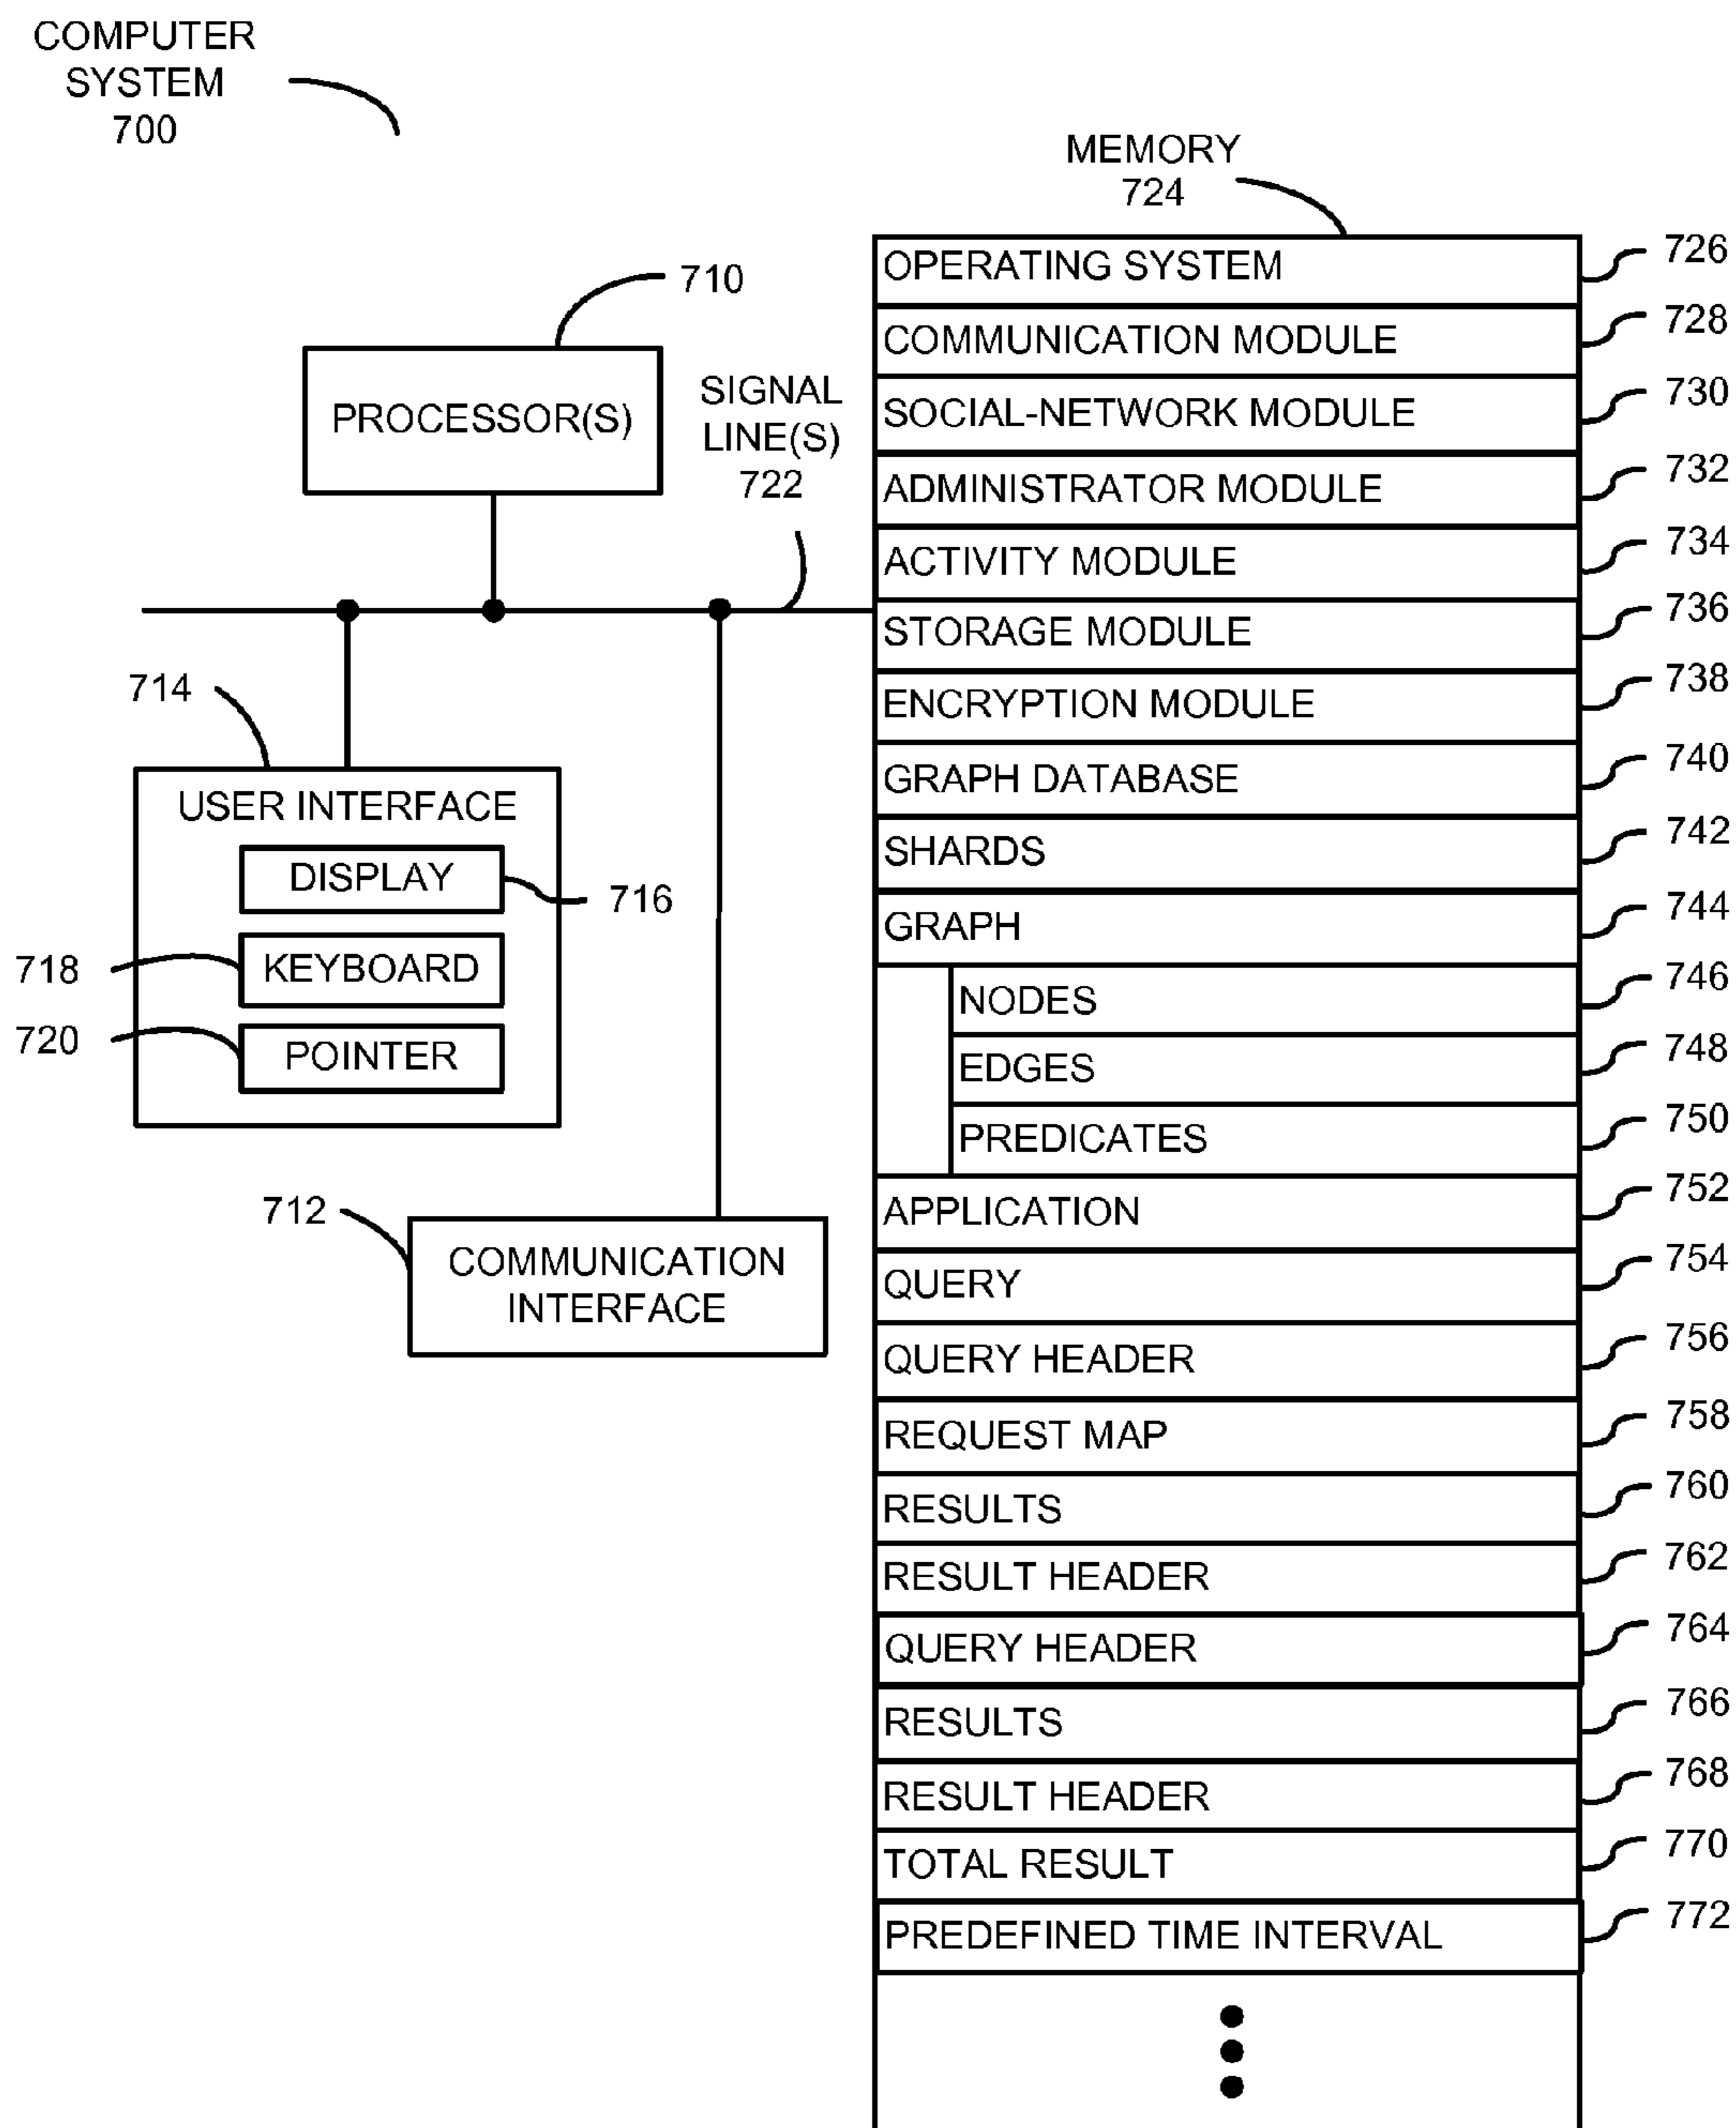 COMPUTER
SYSTEM
700
MEMORY
724
OPERATING SYSTEM
726
710
COMMUNICATION MODULE
728
PROCESSOR(S)
SIGNAL
LINE(S)
722
SOCIAL-NETWORK MODULE
730
ADMINISTRATOR MODULE
732
ACTIVITY MODULE
734
STORAGE MODULE
736
714
ENCRYPTION MODULE
738
USER INTERFACE
GRAPH DATABASE
740
DISPLAY
716
SHARDS
742
718
KEYBOARD
GRAPH
744
720
POINTER
NODES
746
EDGES
748
PREDICATES
750
712
COMMUNICATION
INTERFACE
APPLICATION
752
QUERY
754
QUERY HEADER
756
REQUEST MAP
758
RESULTS
760
RESULT HEADER
762
QUERY HEADER
764
RESULTS
766
RESULT HEADER
768
TOTAL RESULT
770
PREDEFINED TIME INTERVAL
772